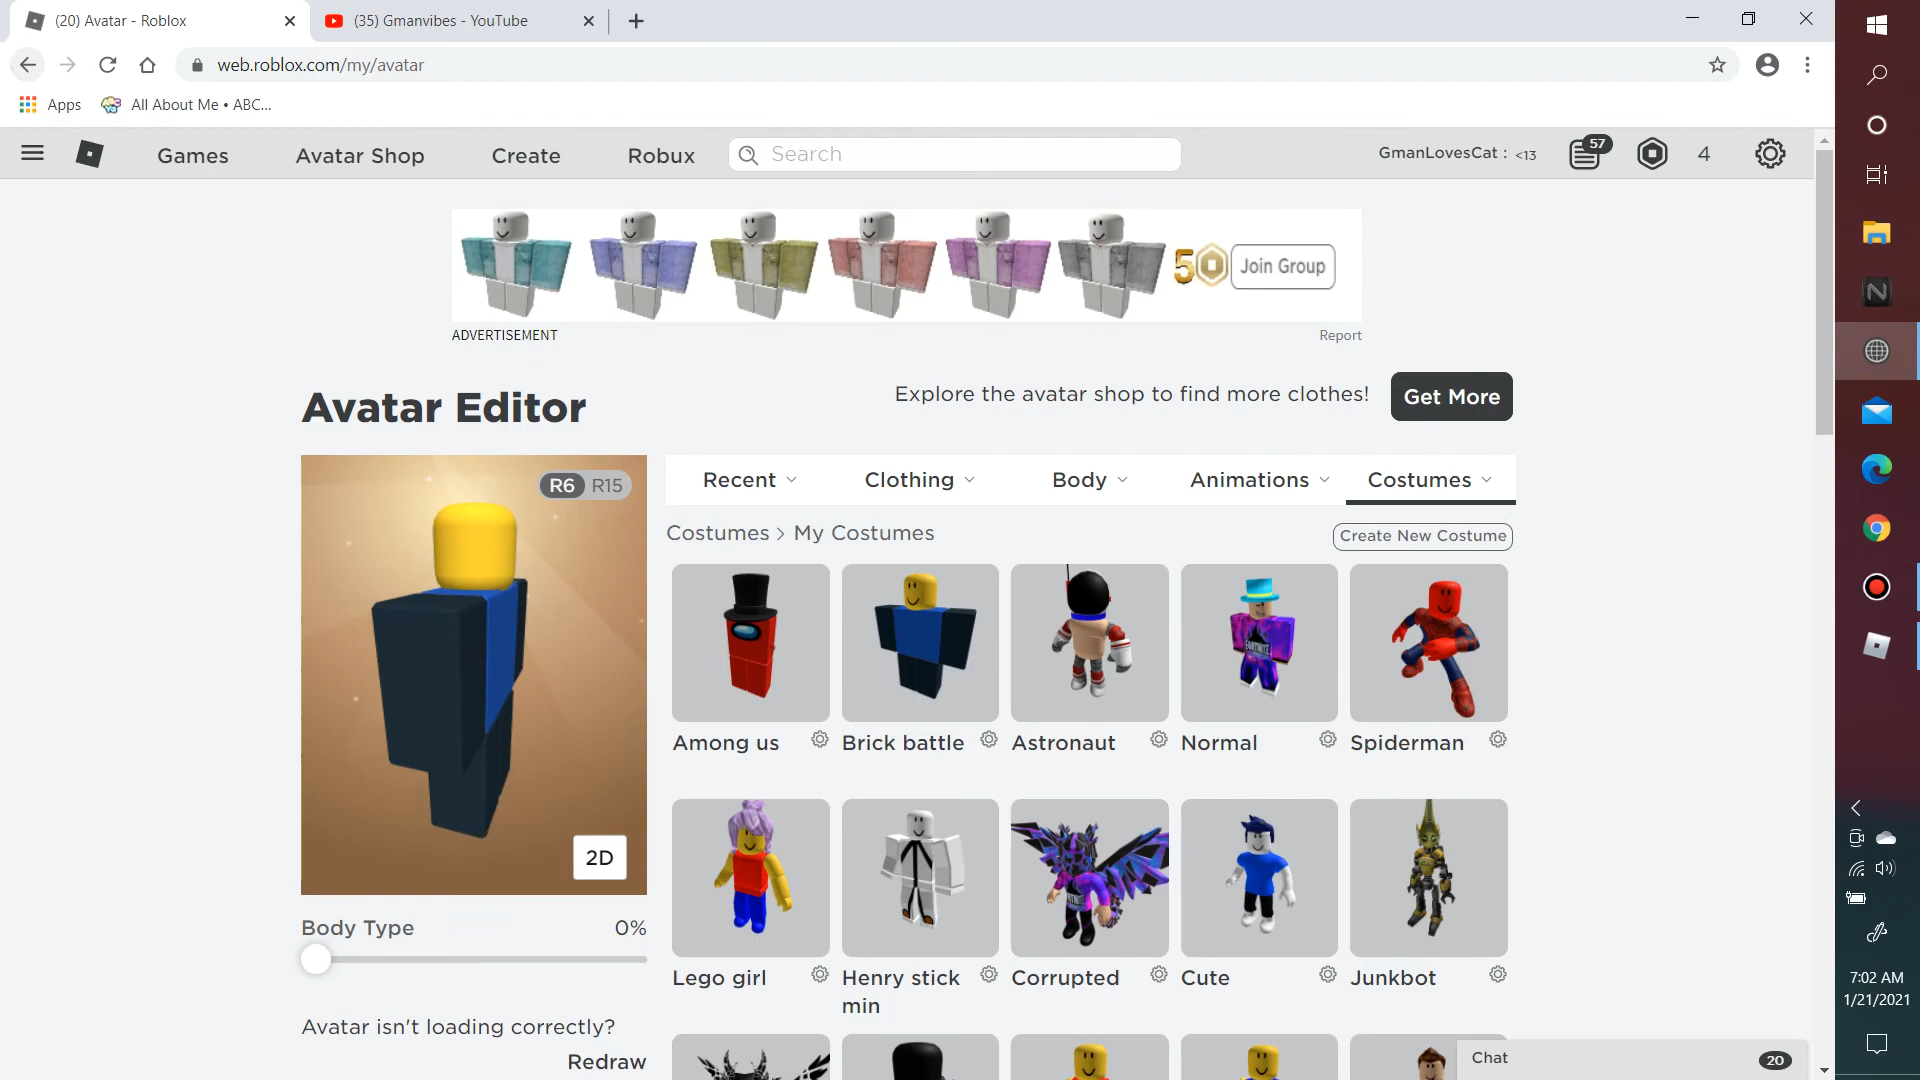 (20) Avatar - Roblox
(35) Gmanvibes - YouTube
web.roblox.com/my/avatar
Apps
All About Me • ABC...
Games
Avatar Shop
Create
Robux
Search
GmanLovesCat : <13
57
4
50
Join Group
ADVERTISEMENT
Report
Avatar Editor
Explore the avatar shop to find more clothes!
Get More
R6 R15
Recent
Clothing
Body
Animations
Costumes
Costumes > My Costumes
Create New Costume
Among us
Brick battle
Astronaut
Normal
Spiderman
2D
Body Type
0%
Lego girl
Henry stick
min
Corrupted
Cute
Junkbot
Avatar isn't loading correctly?
Redraw
Chat
20
7:02 AM
1/21/2021